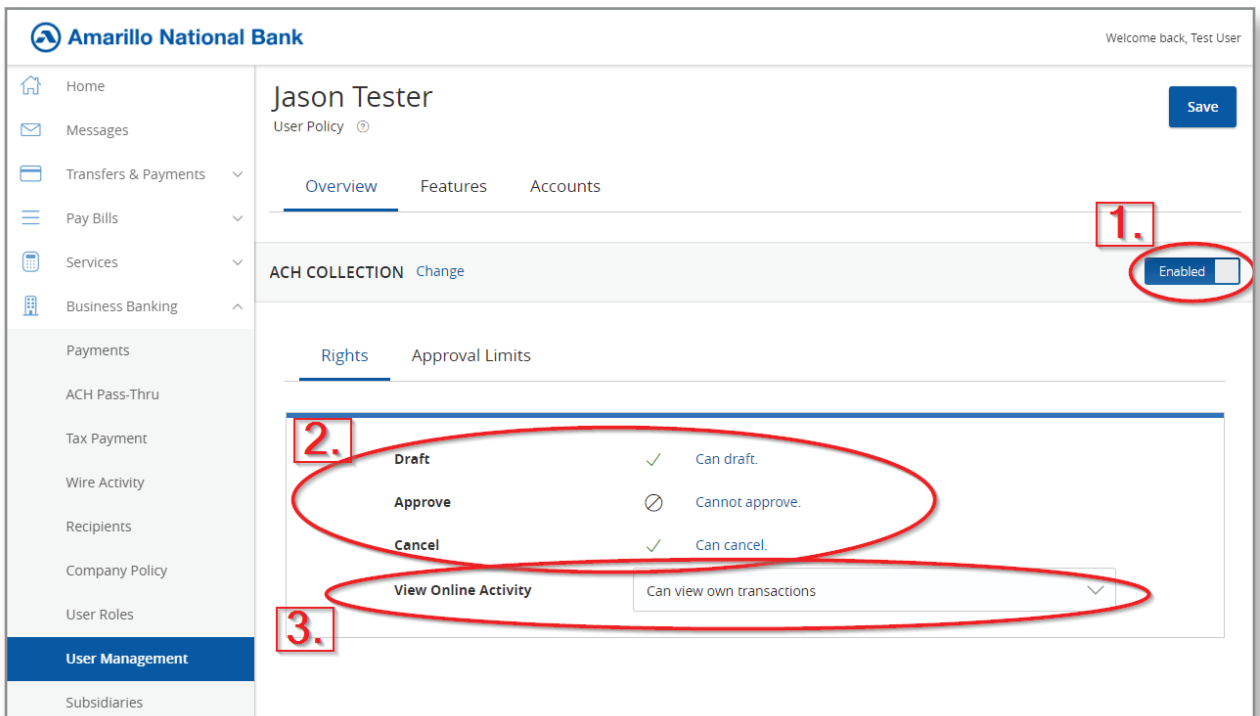 Amarillo National Bank
Welcome back, Test User
Home
Messages
Transfers & Payments
Pay Bills
Services
Business Banking
Payments
ACH Pass-Thru
Tax Payment
Wire Activity
Recipients
Company Policy
User Roles
User Management
Subsidiaries
Jason Tester
User Policy ?
Save
Overview Features Accounts
1.
ACH COLLECTION Change
Enabled
Rights Approval Limits
2.
Draft Can draft.
Approve Cannot approve.
Cancel Can cancel.
View Online Activity Can view own transactions
3.